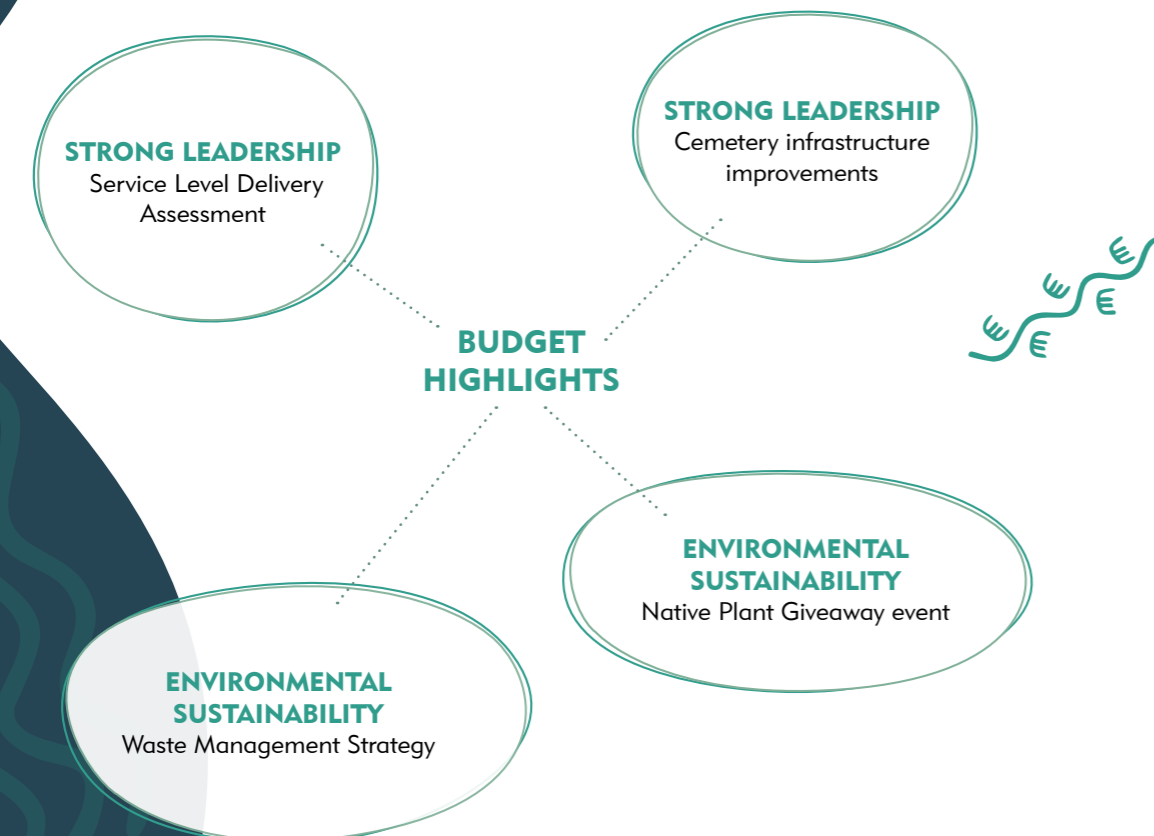 STRONG LEADERSHIP
Service Level Delivery
Assessment
STRONG LEADERSHIP
Cemetery infrastructure
improvements
BUDGET
HIGHLIGHTS
ENVIRONMENTAL
SUSTAINABILITY
Native Plant Giveaway event
ENVIRONMENTAL
SUSTAINABILITY
Waste Management Strategy